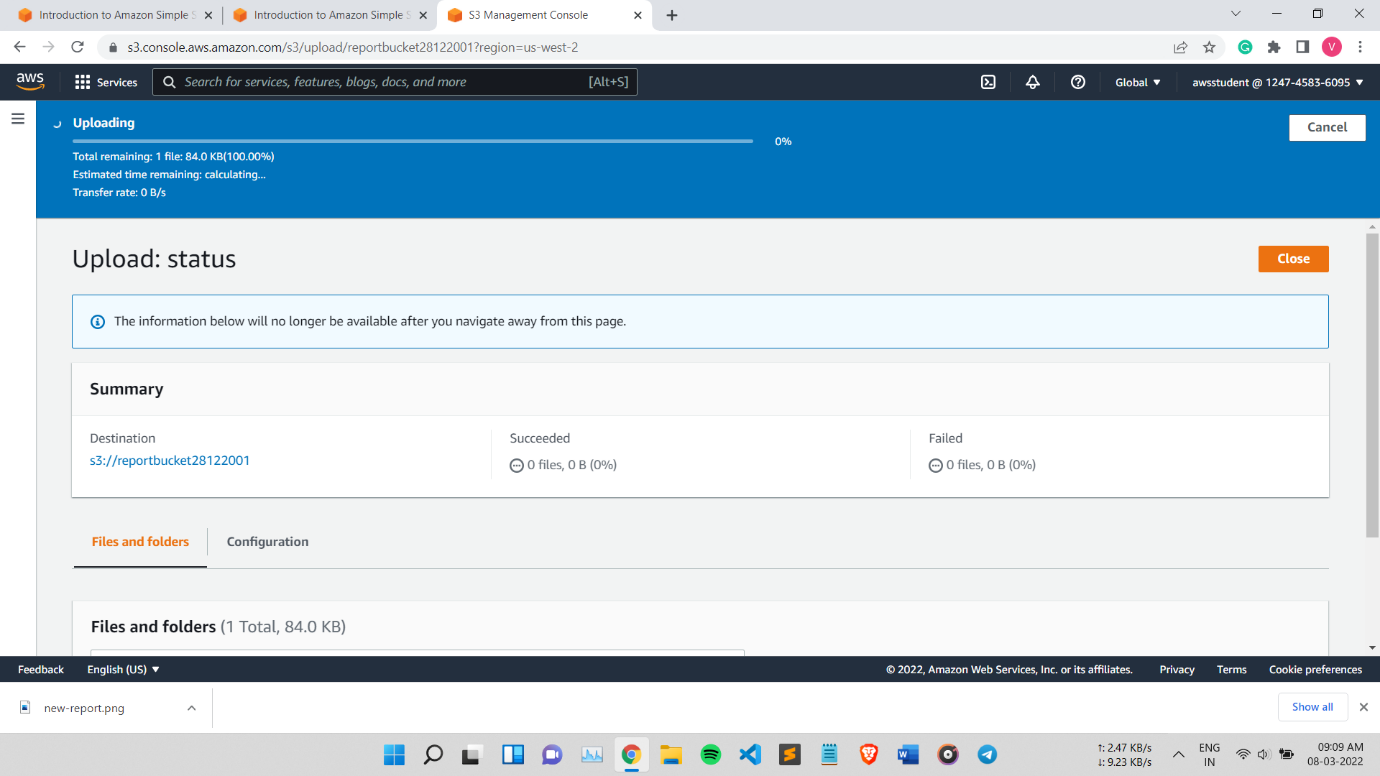 Introduction to Amazon Simple S
Introduction to Amazon Simple S
S3 Management Console
s3.console.aws.amazon.com/s3/upload/reportbucket28122001?region=us-west-2
V
aws
Services
Search for services, features, blogs, docs, and more
[Alt+S]
Global
awsstudent @ 1247-4583-6095
Uploading
0%
Cancel
Total remaining: 1 file: 84.0 KB(100.00%)
Estimated time remaining: calculating...
Transfer rate: 0 B/s
Upload: status
Close
The information below will no longer be available after you navigate away from this page.
Summary
Destination
s3://reportbucket28122001
Succeeded
0 files, 0 B (0%)
Failed
0 files, 0 B (0%)
Files and folders
Configuration
Files and folders (1 Total, 84.0 KB)
Feedback
English (US)
© 2022, Amazon Web Services, Inc. or its affiliates.
Privacy
Terms
Cookie preferences
new-report.png
Show all
↑: 2.47 KB/s
↓: 9.23 KB/s
ENG
IN
09:09 AM
08-03-2022